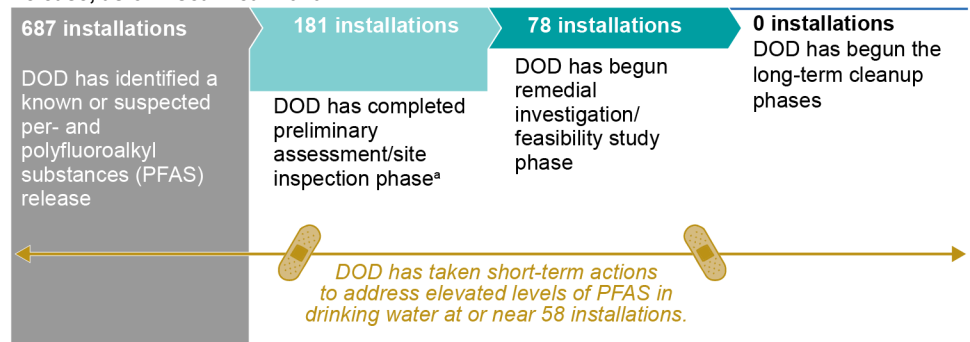 687 installations
DOD has identified a
known or suspected
per- and
polyfluoroalkyl
substances (PFAS)
release
181 installations
DOD has completed
preliminary
assessment/site
inspection phaseª
78 installations
DOD has begun
remedial
investigation/
feasibility study
phase
0 installations
DOD has begun the
long-term cleanup
phases
DOD has taken short-term actions
to address elevated levels of PFAS in
drinking water at or near 58 installations.